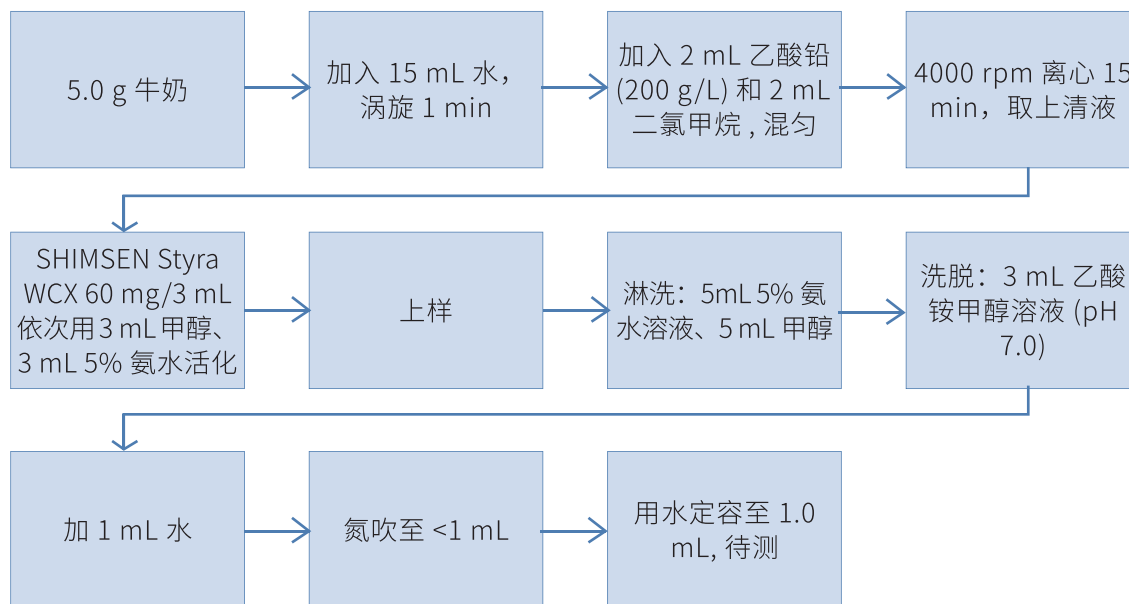 5.0 g 牛奶
加入 15 mL 水，
涡旋 1 min
加入 2 mL 乙酸铅
(200 g/L) 和 2 mL
二氯甲烷 , 混匀
4000 rpm 离心 15
min，取上清液
SHIMSEN Styra
WCX 60 mg/3 mL
依次用 3 mL 甲醇、
3 mL 5% 氨水活化
上样
淋洗：5mL 5% 氨
水溶液、5 mL 甲醇
洗脱：3 mL 乙酸
铵甲醇溶液 (pH
7.0)
加 1 mL 水
氮吹至 <1 mL
用水定容至 1.0
mL, 待测